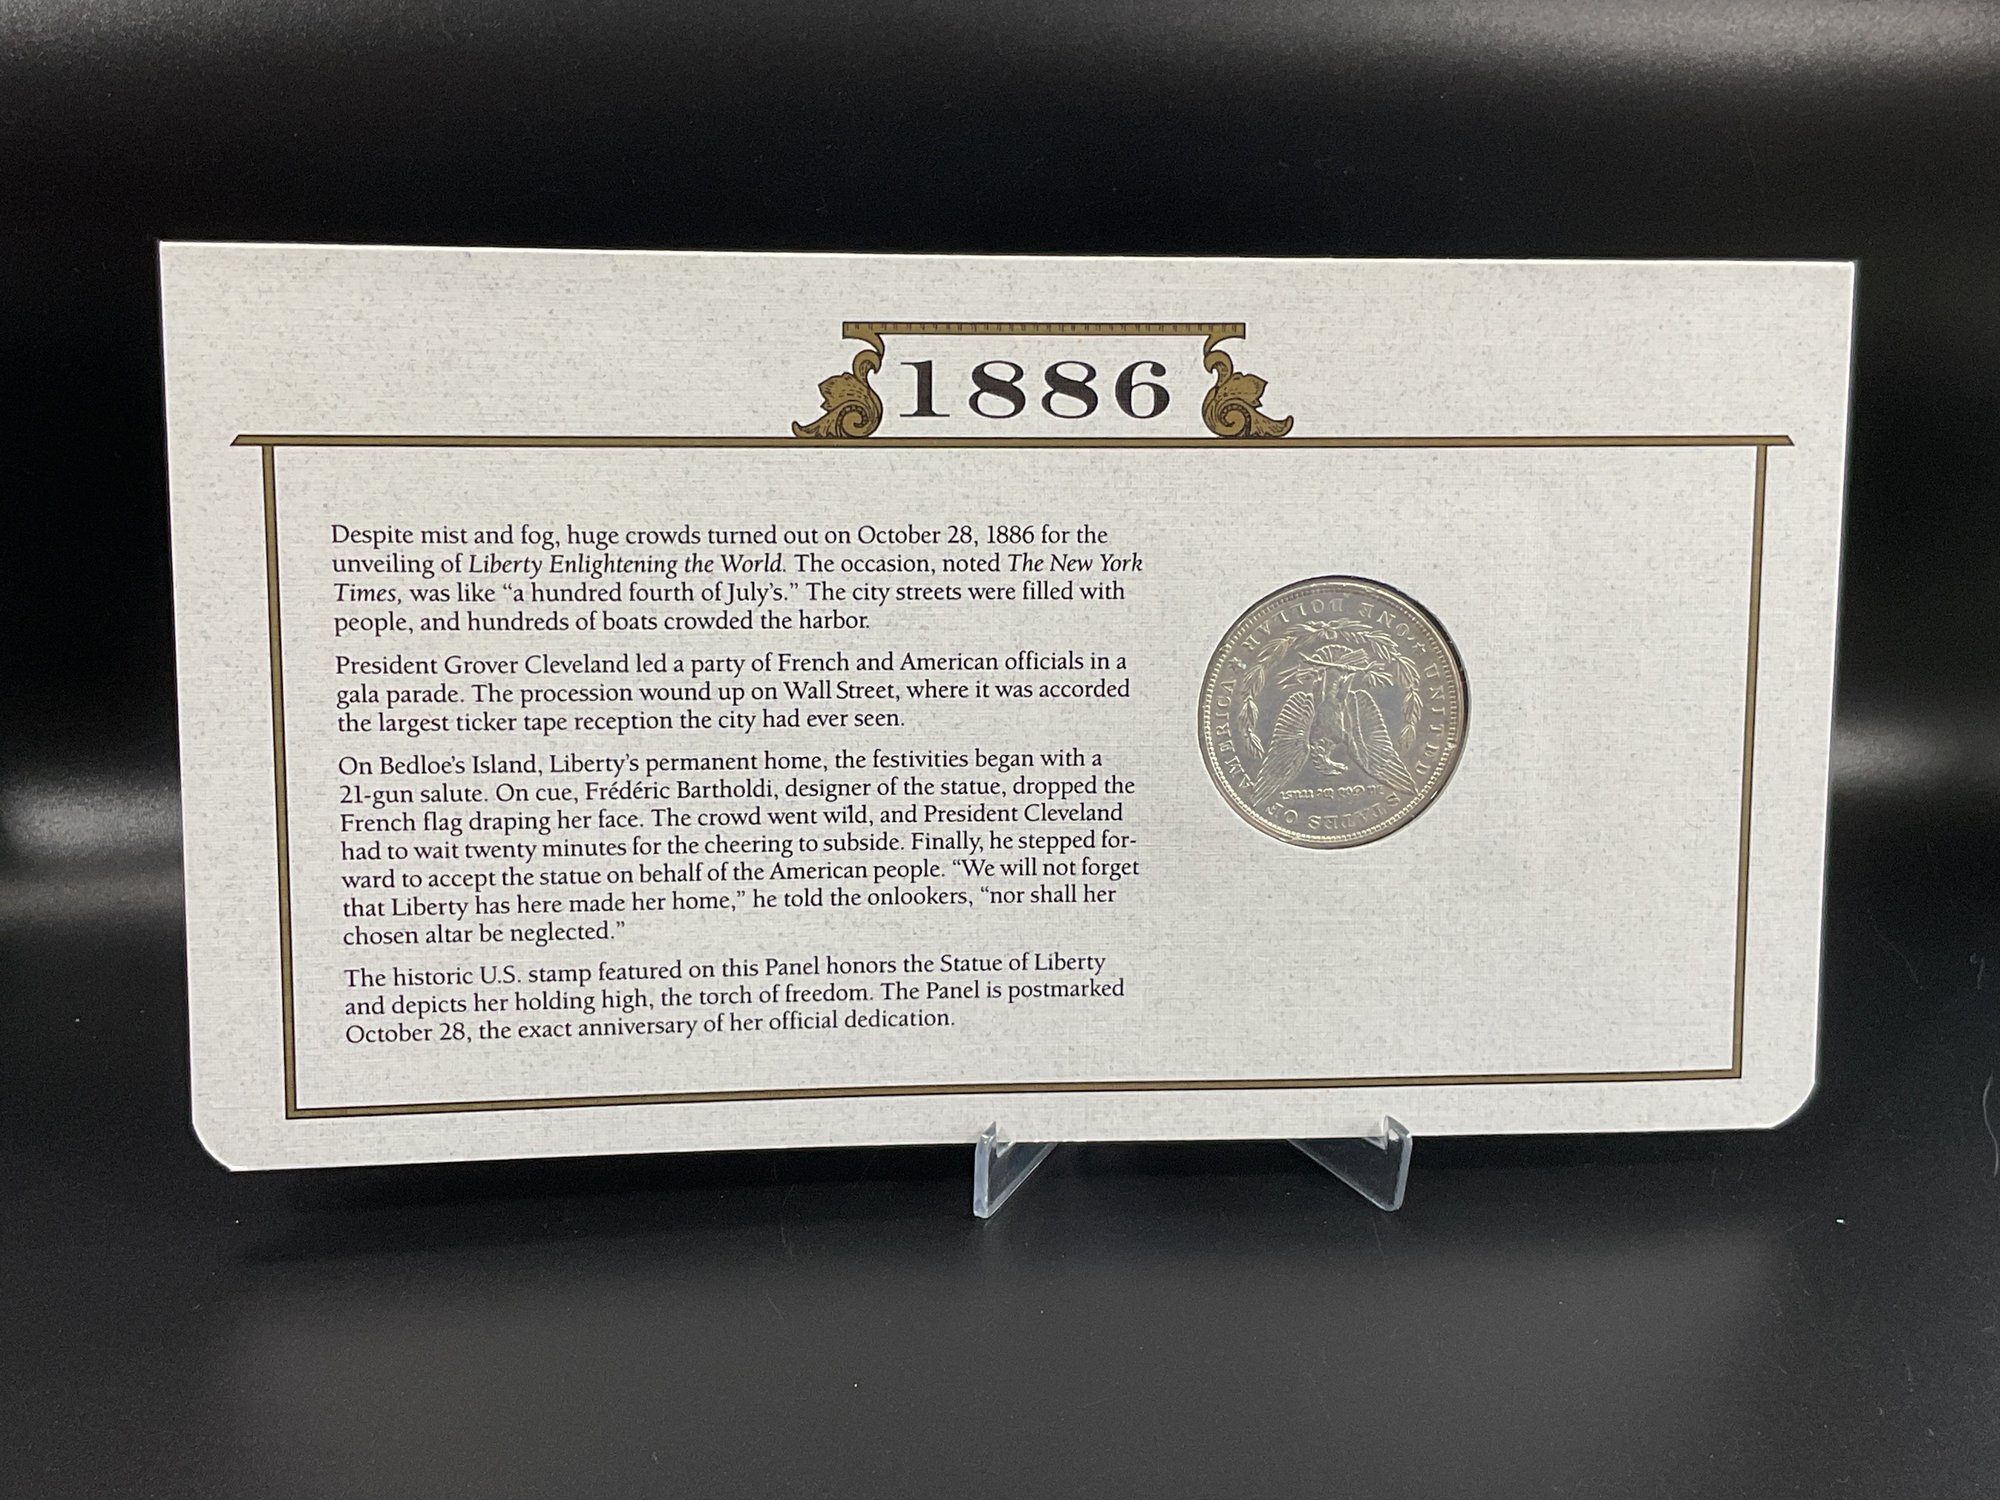 1886
Despite mist and fog, huge crowds turned out on October 28, 1886 for the
unveiling of Liberty Enlightening the World. The occasion, noted The New York
Times, was like “a hundred fourth of July’s.” The city streets were filled with
people, and hundreds of boats crowded the harbor.
President Grover Cleveland led a party of French and American officials in a
gala parade. The procession wound up on Wall Street, where it was accorded
the largest ticker tape reception the city had ever seen.
On Bedloe’s Island, Liberty’s permanent home, the festivities began with a
21-gun salute. On cue, Frédéric Bartholdi, designer of the statue, dropped the
French flag draping her face. The crowd went wild, and President Cleveland
had to wait twenty minutes for the cheering to subside. Finally, he stepped for-
ward to accept the statue on behalf of the American people. “We will not forget
that Liberty has here made her home,” he told the onlookers, “nor shall her
chosen altar be neglected.”
The historic U.S. stamp featured on this Panel honors the Statue of Liberty
and depicts her holding high, the torch of freedom. The Panel is postmarked
October 28, the exact anniversary of her official dedication.
UNITED STATES OF AMERICA
ONE DOLLAR
In God we trust